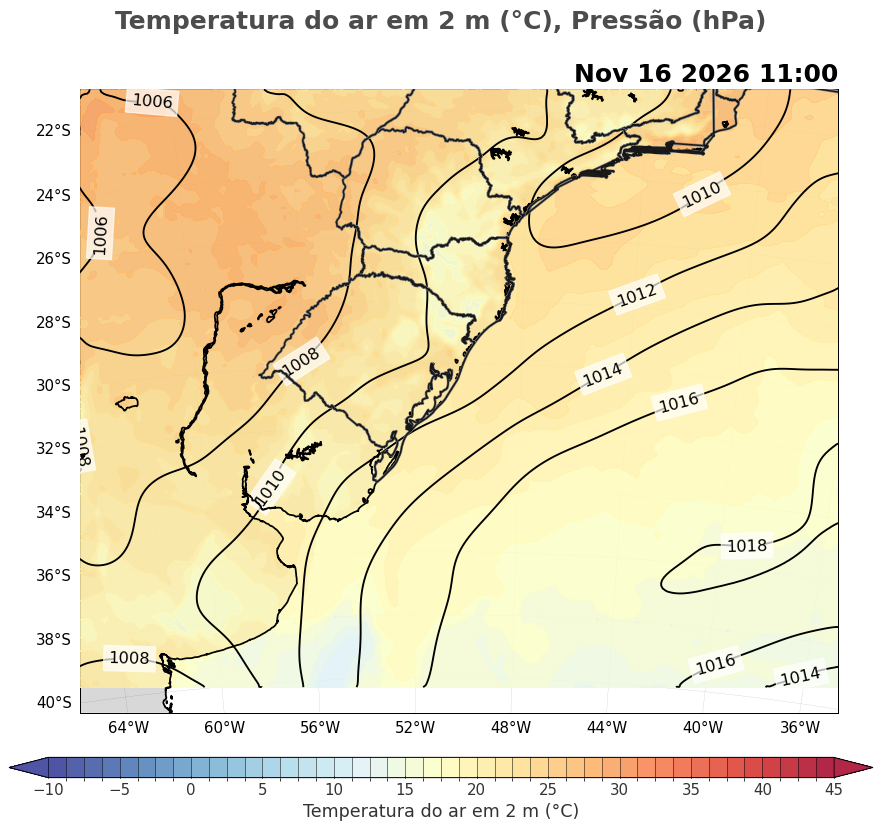 Temperatura do ar em 2 m (°C), Pressão (hPa)
Nov 16 2026 11:00
1006
22°S
24°S
1010
1006
26°S
1012
28°S
1008
1014
30°S
1016
1008
32°S
1010
34°S
1018
36°S
38°S
1008
1016
1014
40°S
64°W 60°W 56°W 52°W 48°W 44°W 40°W 36°W
−10 −5 0 5 10 15 20 25 30 35 40 45
Temperatura do ar em 2 m (°C)